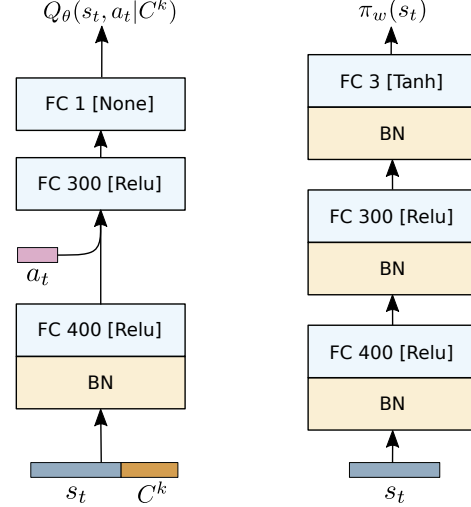 Q_θ(s_t, a_t|C^k)
FC 1 [None]
FC 300 [Relu]
a_t
FC 400 [Relu]
BN
s_t
C^k
π_w(s_t)
FC 3 [Tanh]
BN
FC 300 [Relu]
BN
FC 400 [Relu]
BN
s_t